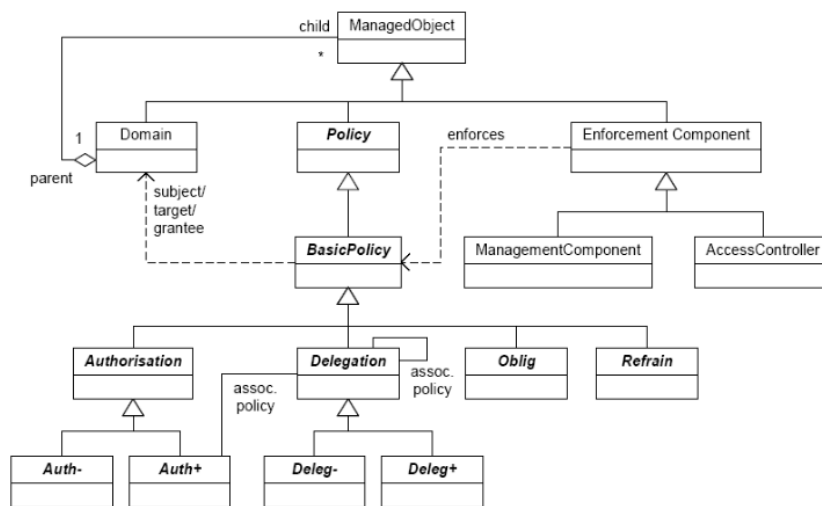 child
ManagedObject
*
1
Domain
Policy
enforces
Enforcement Component
parent
subject/
target/
grantee
BasicPolicy
ManagementComponent
AccessController
Authorisation
Delegation
Oblig
Refrain
assoc.
policy
assoc.
policy
Auth-
Auth+
Deleg-
Deleg+